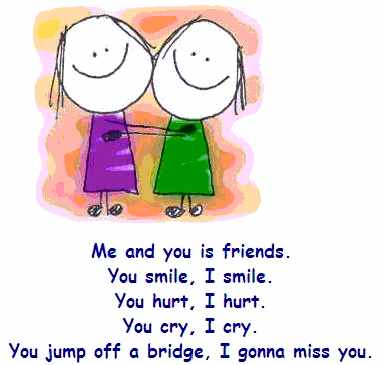 Me and you is friends.
You smile, I smile.
You hurt, I hurt.
You cry, I cry.
You jump off a bridge, I gonna miss you.